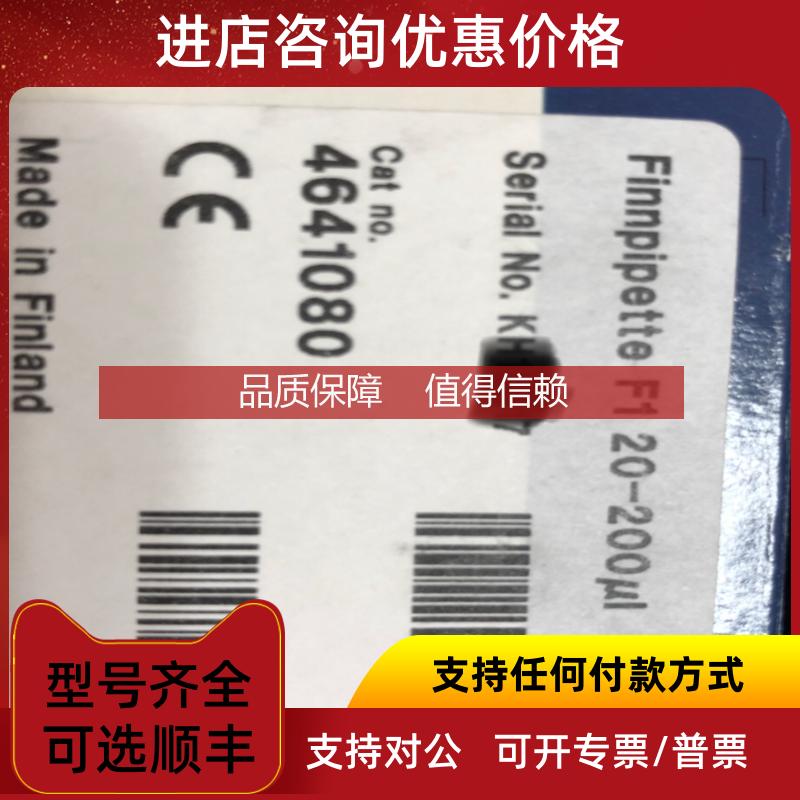 进店咨询优惠价格
Finnpipette F1 20-200µl
Serial No. KH
Cat no.
4641080
CE
Made in Finland
品质保障 值得信赖
型号齐全
可选顺丰
支持任何付款方式
支持对公 可开专票/普票